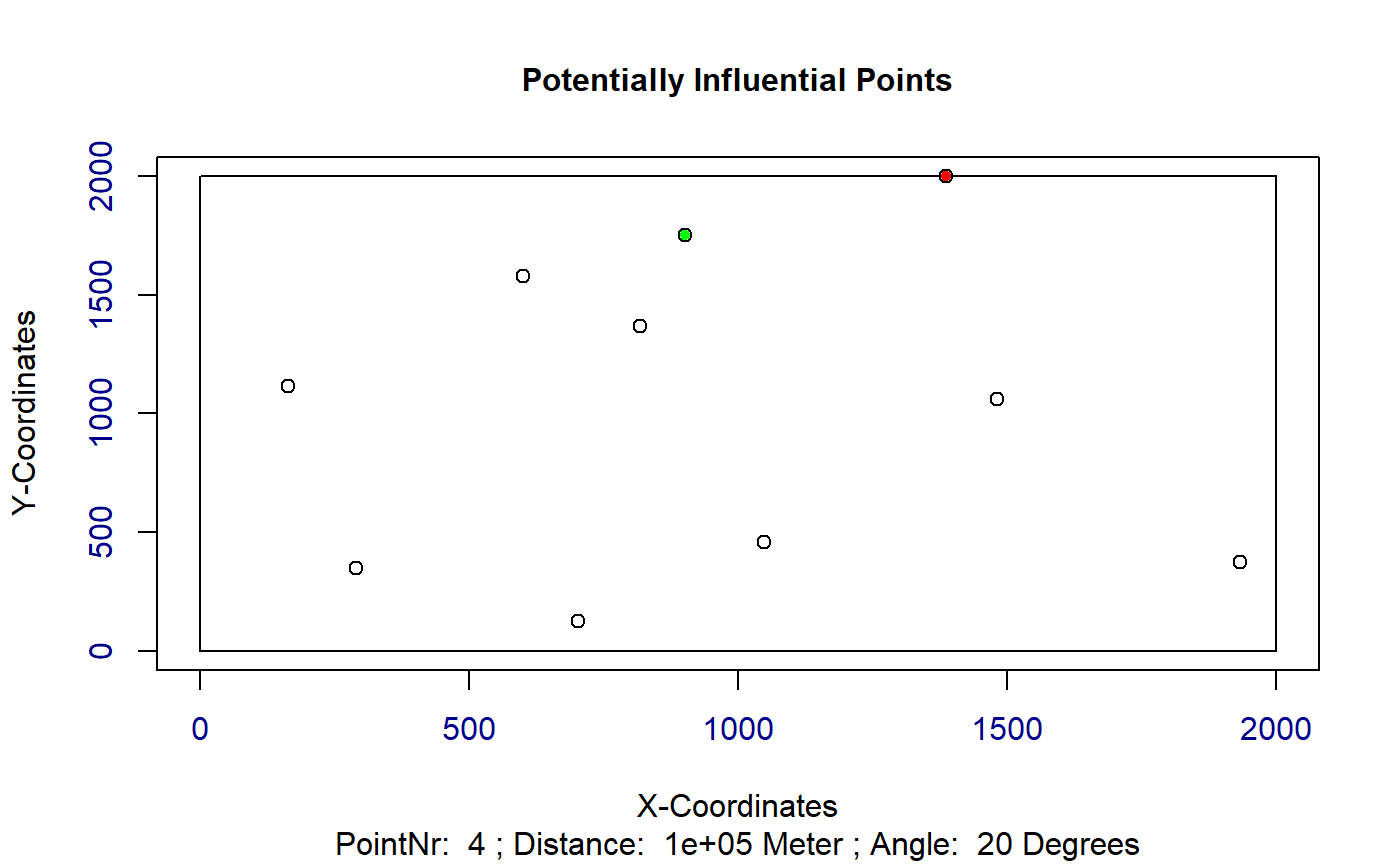 Potentially Influential Points
2000
1500
1000
500
0
Y-Coordinates
0 500 1000 1500 2000
X-Coordinates
PointNr:  4 ; Distance:  1e+05 Meter ; Angle:  20 Degrees